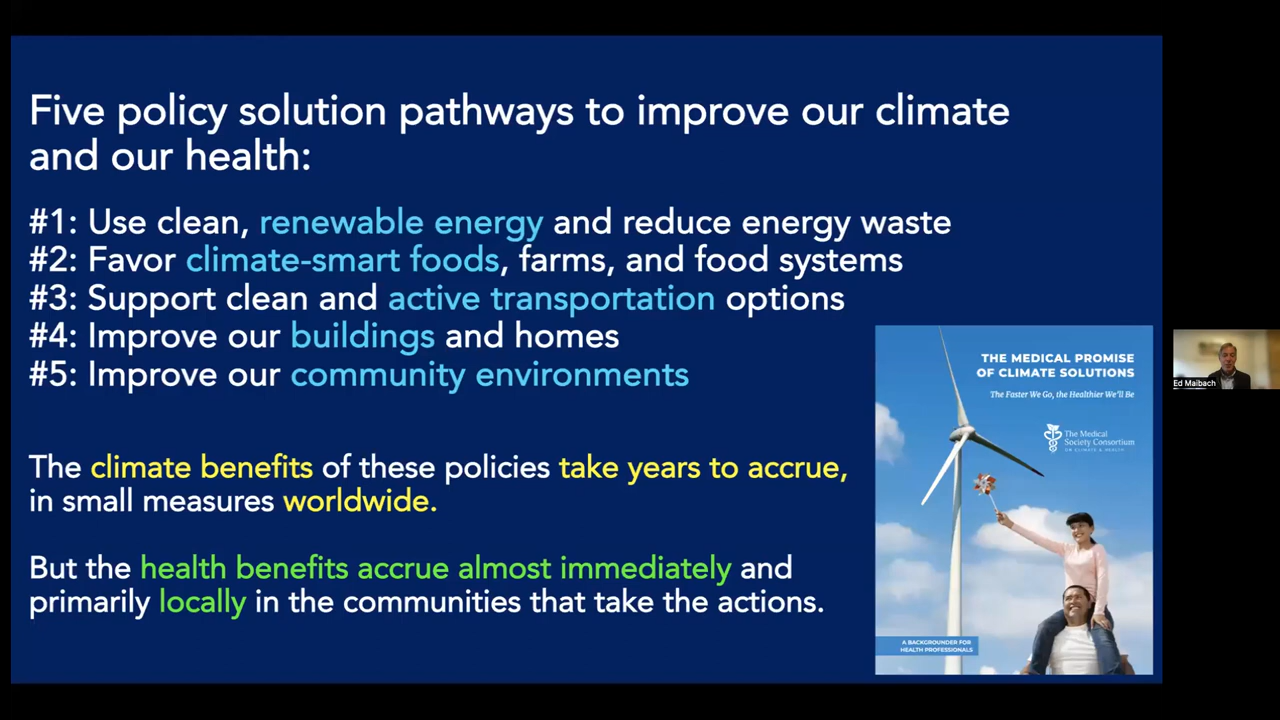 Five policy solution pathways to improve our climate
and our health:
#1: Use clean, renewable energy and reduce energy waste
#2: Favor climate-smart foods, farms, and food systems
#3: Support clean and active transportation options
#4: Improve our buildings and homes
#5: Improve our community environments
The climate benefits of these policies take years to accrue,
in small measures worldwide.
But the health benefits accrue almost immediately and
primarily locally in the communities that take the actions.
THE MEDICAL PROMISE
OF CLIMATE SOLUTIONS
The Faster We Go, the Healthier We'll Be
The Medical
Society Consortium
ON CLIMATE & HEALTH
A BACKGROUNDER FOR
HEALTH PROFESSIONALS
Ed Maibach